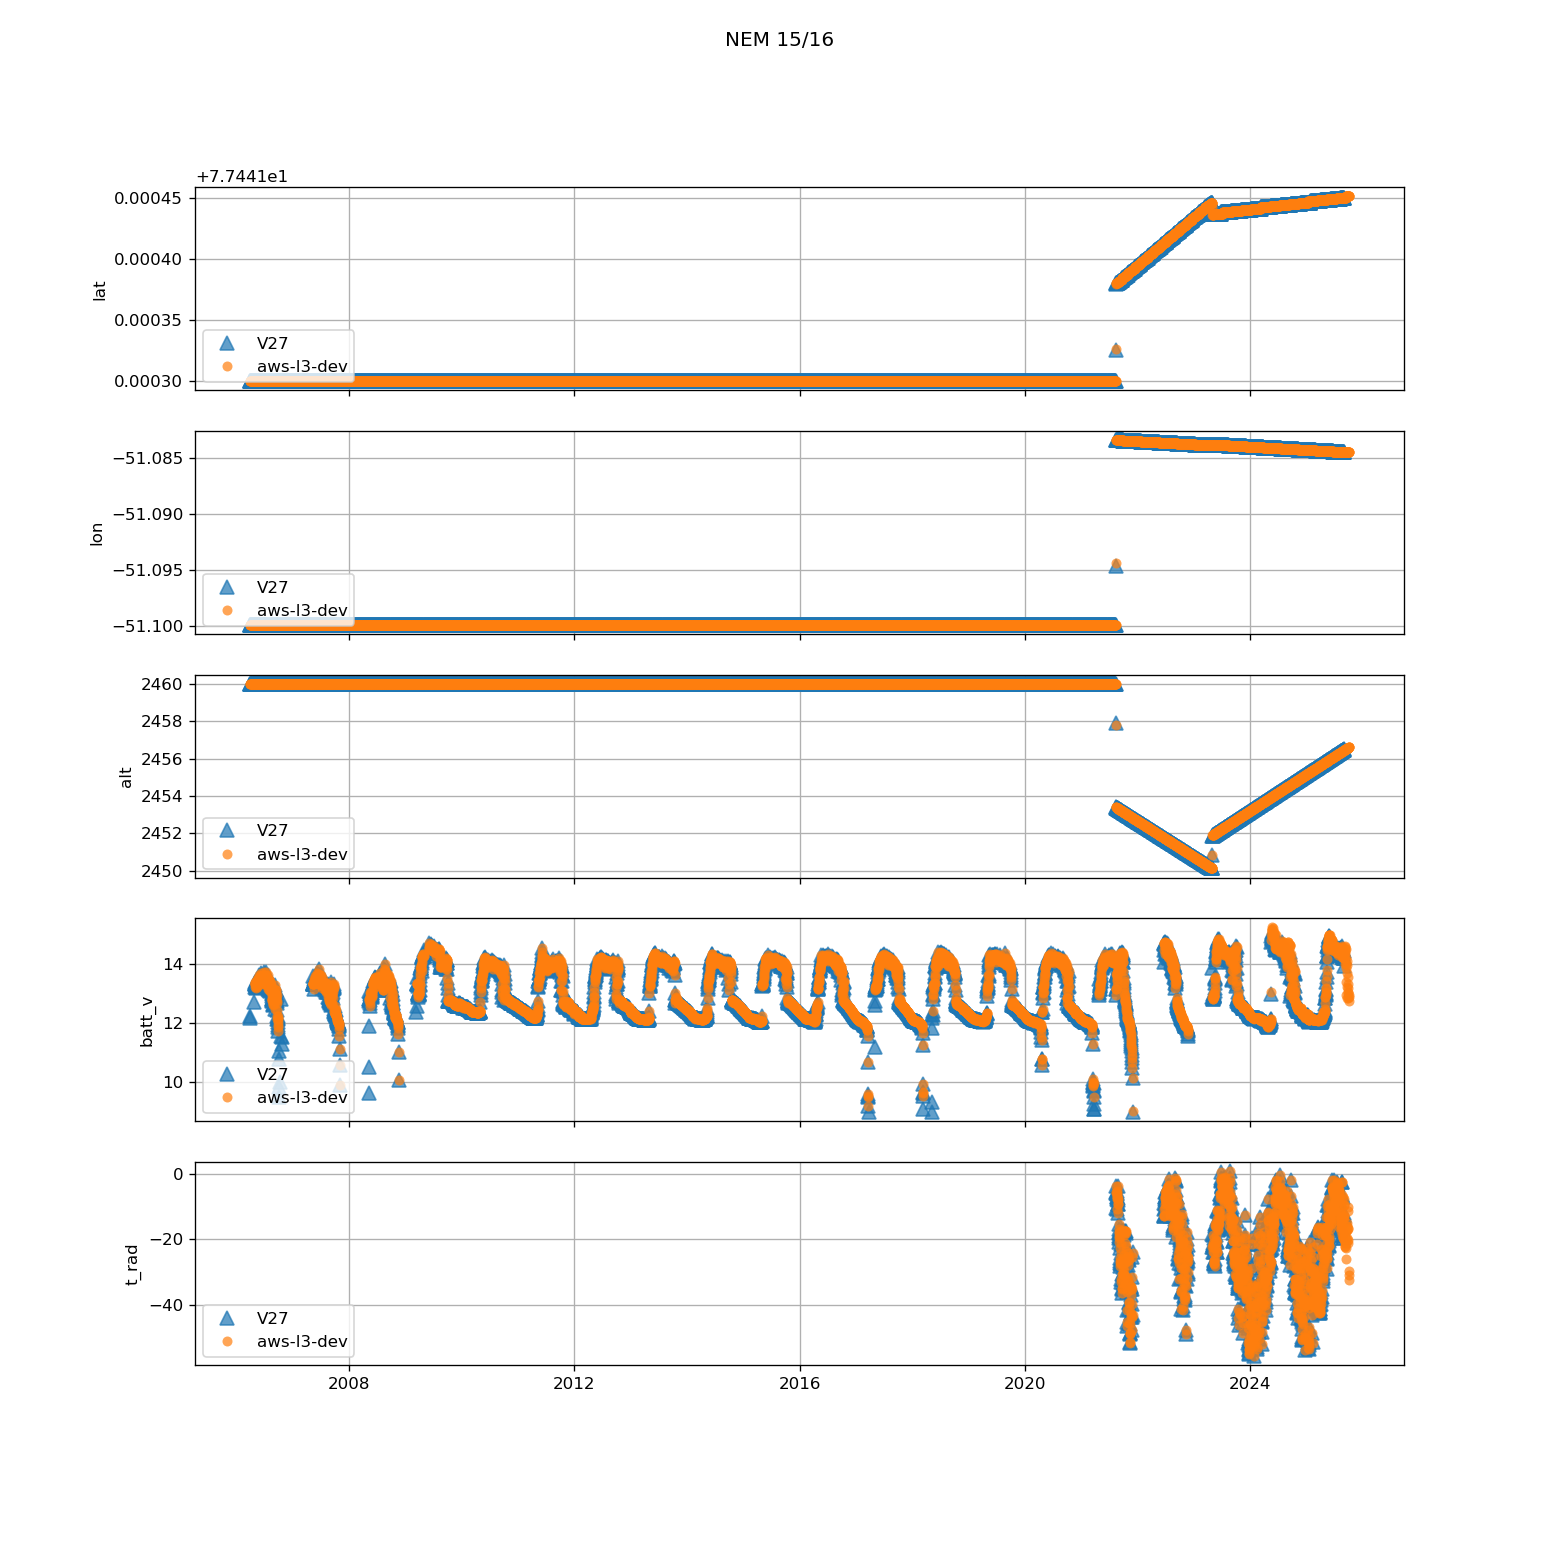 NEM 15/16
+7.7441e1
0.00045
0.00040
0.00035
0.00030
lat
V27
aws-l3-dev
−51.085
−51.090
−51.095
−51.100
lon
V27
aws-l3-dev
2460
2458
2456
2454
2452
2450
alt
V27
aws-l3-dev
14
12
10
batt_v
V27
aws-l3-dev
0
−20
−40
t_rad
V27
aws-l3-dev
2008
2012
2016
2020
2024